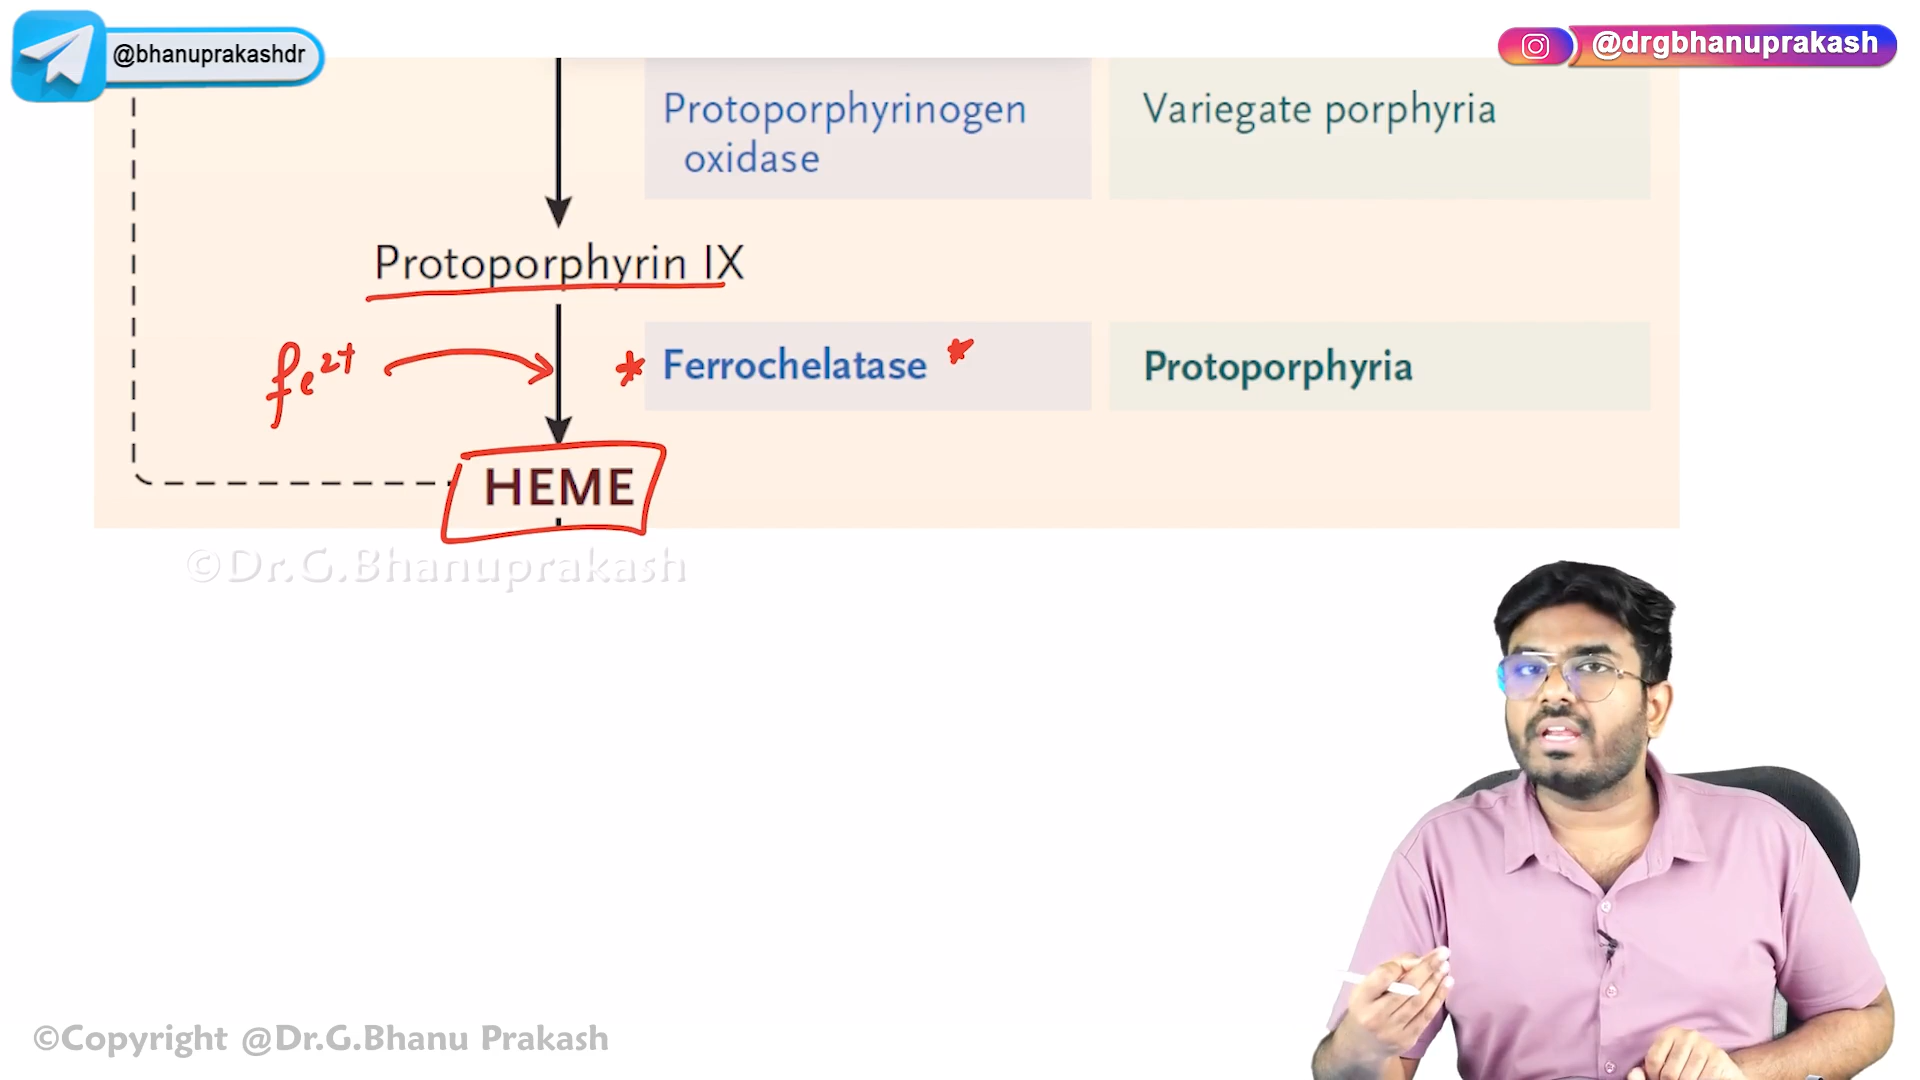 @bhanuprakashdr
@drgbhanuprakash
Protoporphyrinogen
oxidase
Variegate porphyria
Protoporphyrin IX
fe2+
* Ferrochelatase *
Protoporphyria
HEME
©Dr.G.Bhanuprakash
©Copyright @Dr.G.Bhanu Prakash